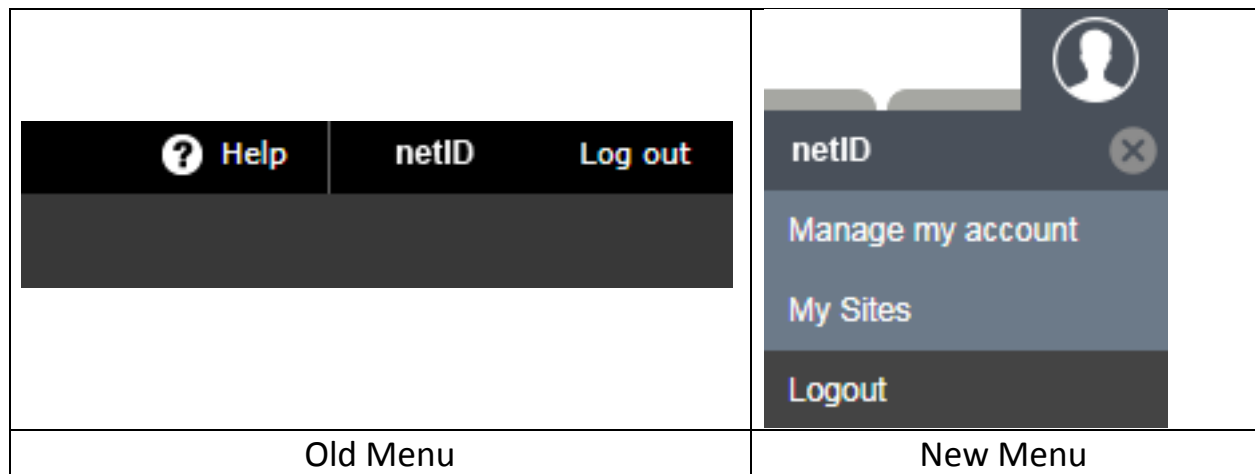 ? Help netID Log out
netID
Manage my account
My Sites
Logout
Old Menu
New Menu